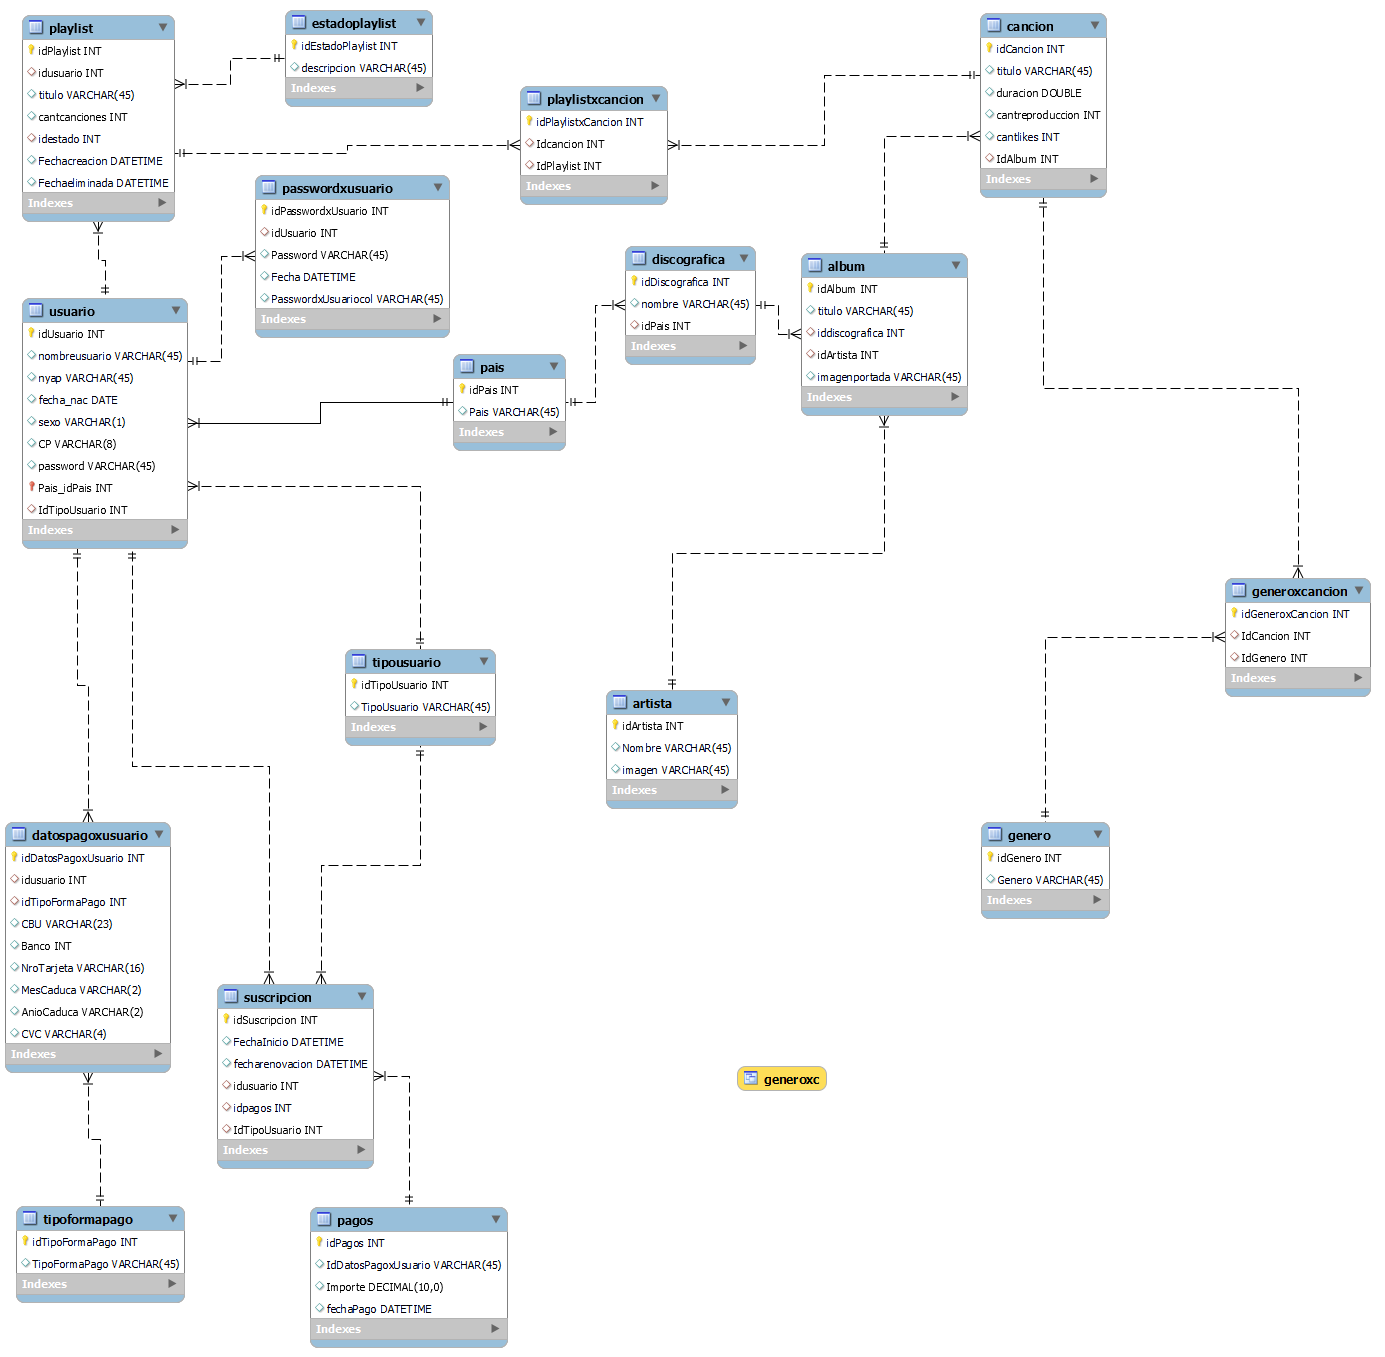 playlist
idPlaylist INT
idusuario INT
titulo VARCHAR(45)
cantcanciones INT
idestado INT
Fechacreacion DATETIME
Fechaeliminada DATETIME
Indexes
estadoplaylist
idEstadoPlaylist INT
descripcion VARCHAR(45)
Indexes
playlistxcancion
idPlaylistxCancion INT
Idcancion INT
IdPlaylist INT
Indexes
cancion
idCancion INT
titulo VARCHAR(45)
duracion DOUBLE
cantreproduccion INT
cantlikes INT
IdAlbum INT
Indexes
passwordxusuario
idPasswordxUsuario INT
idUsuario INT
Password VARCHAR(45)
Fecha DATETIME
PasswordxUsuariocol VARCHAR(45)
Indexes
discografica
idDiscografica INT
nombre VARCHAR(45)
idPais INT
Indexes
album
idAlbum INT
titulo VARCHAR(45)
iddiscografica INT
idArtista INT
imagenportada VARCHAR(45)
Indexes
usuario
idUsuario INT
nombreusuario VARCHAR(45)
nyap VARCHAR(45)
fecha_nac DATE
sexo VARCHAR(1)
CP VARCHAR(8)
password VARCHAR(45)
Pais_idPais INT
IdTipoUsuario INT
Indexes
pais
idPais INT
Pais VARCHAR(45)
Indexes
generoxcancion
idGeneroxCancion INT
IdCancion INT
IdGenero INT
Indexes
tipousuario
idTipoUsuario INT
TipoUsuario VARCHAR(45)
Indexes
artista
idArtista INT
Nombre VARCHAR(45)
imagen VARCHAR(45)
Indexes
datospagoxusuario
idDatosPagoxUsuario INT
idusuario INT
idTipoFormaPago INT
CBU VARCHAR(23)
Banco INT
NroTarjeta VARCHAR(16)
MesCaduca VARCHAR(2)
AnioCaduca VARCHAR(2)
CVC VARCHAR(4)
Indexes
genero
idGenero INT
Genero VARCHAR(45)
Indexes
suscripcion
idSuscripcion INT
FechaInicio DATETIME
fecharenovacion DATETIME
idusuario INT
idpagos INT
IdTipoUsuario INT
Indexes
generoxc
tipoformapago
idTipoFormaPago INT
TipoFormaPago VARCHAR(45)
Indexes
pagos
idPagos INT
IdDatosPagoxUsuario VARCHAR(45)
Importe DECIMAL(10,0)
fechaPago DATETIME
Indexes